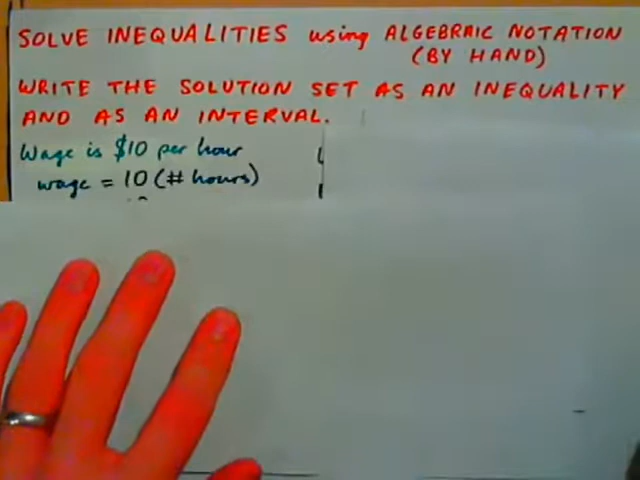 SOLVE INEQUALITIES using ALGEBRAIC NOTATION
(BY HAND)
WRITE THE SOLUTION SET AS AN INEQUALITY
AND AS AN INTERVAL.
Wage is $10 per hour
wage = 10 (# hours)